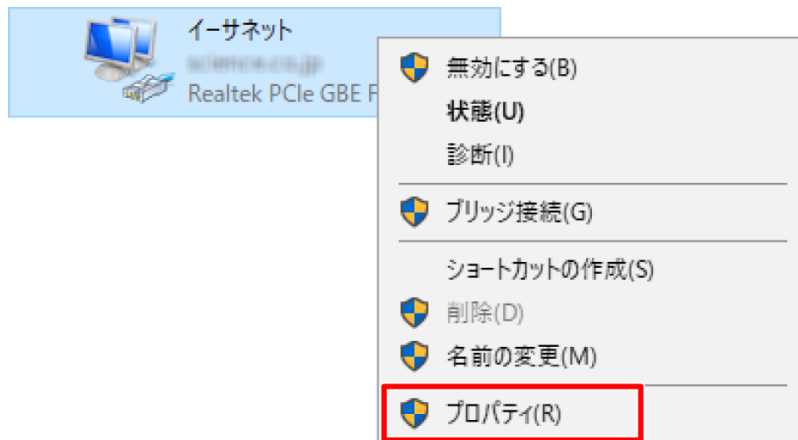 イーサネット
Realtek PCIe GBE F
無効にする(B)
状態(U)
診断(I)
ブリッジ接続(G)
ショートカットの作成(S)
削除(D)
名前の変更(M)
プロパティ(R)